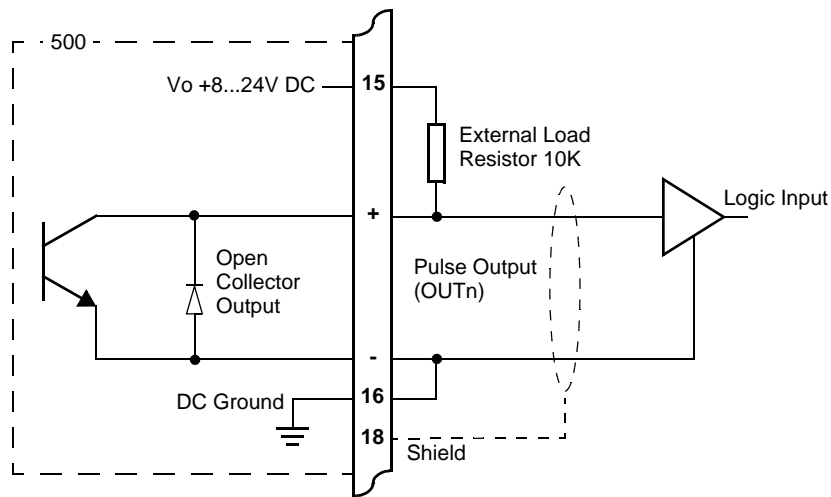 500
Vo +8...24V DC
15
External Load
Resistor 10K
Logic Input
+
Open
Collector
Output
Pulse Output
(OUTn)
-
DC Ground
16
18
Shield